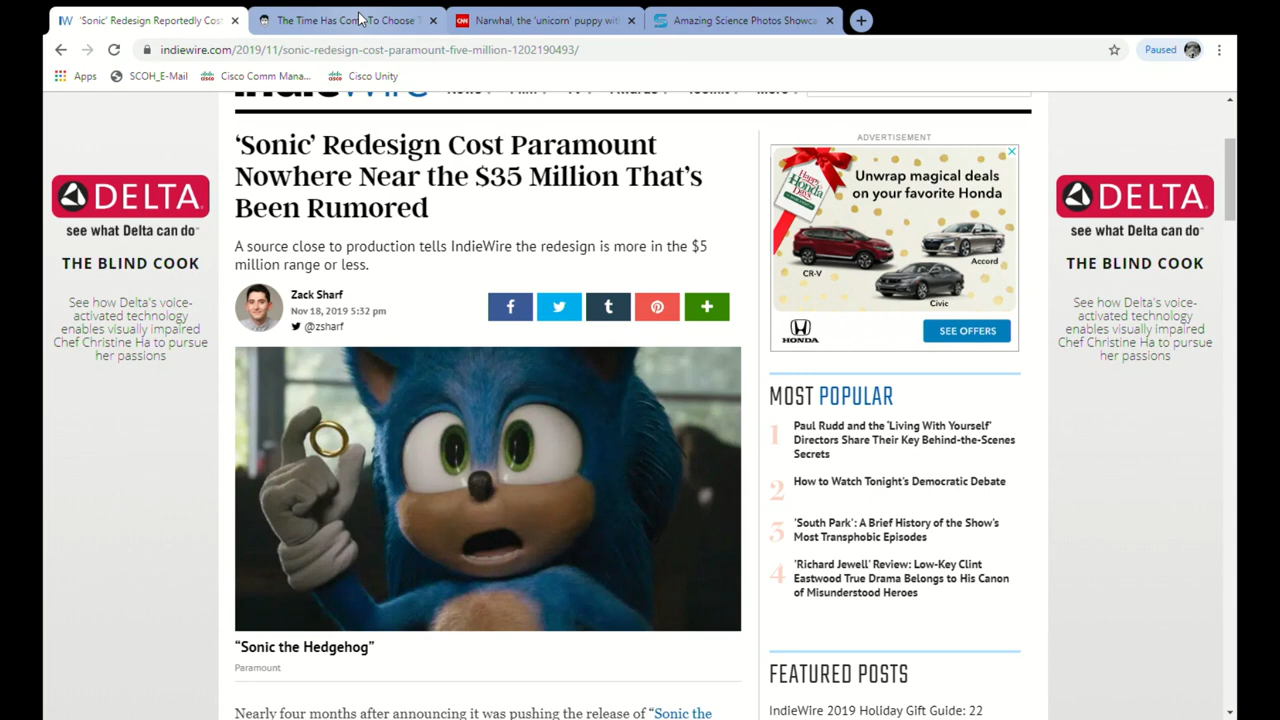 'Sonic' Redesign Reportedly Cost
The Time Has Come To Choose T
Narwhal, the 'unicorn' puppy wit
Amazing Science Photos Showca
indiewire.com/2019/11/sonic-redesign-cost-paramount-five-million-1202190493/
Paused
Apps
SCOH_E-Mail
Cisco Comm Mana...
Cisco Unity
‘Sonic’ Redesign Cost Paramount
Nowhere Near the $35 Million That’s
Been Rumored
A source close to production tells IndieWire the redesign is more in the $5
million range or less.
Zack Sharf
Nov 18, 2019 5:32 pm
@zsharf
“Sonic the Hedgehog”
Paramount
Nearly four months after announcing it was pushing the release of “Sonic the
DELTA
see what Delta can do
THE BLIND COOK
See how Delta's voice-
activated technology
enables visually impaired
Chef Christine Ha to pursue
her passions
ADVERTISEMENT
Happy
Honda
Days
Unwrap magical deals
on your favorite Honda
CR-V
Accord
Civic
HONDA
SEE OFFERS
MOST POPULAR
1 Paul Rudd and the ‘Living With Yourself’
Directors Share Their Key Behind-the-Scenes
Secrets
2 How to Watch Tonight's Democratic Debate
3 ‘South Park’: A Brief History of the Show's
Most Transphobic Episodes
4 ‘Richard Jewell’ Review: Low-Key Clint
Eastwood True Drama Belongs to His Canon
of Misunderstood Heroes
FEATURED POSTS
IndieWire 2019 Holiday Gift Guide: 22
DELTA
see what Delta can do
THE BLIND COOK
See how Delta's voice-
activated technology
enables visually impaired
Chef Christine Ha to pursue
her passions